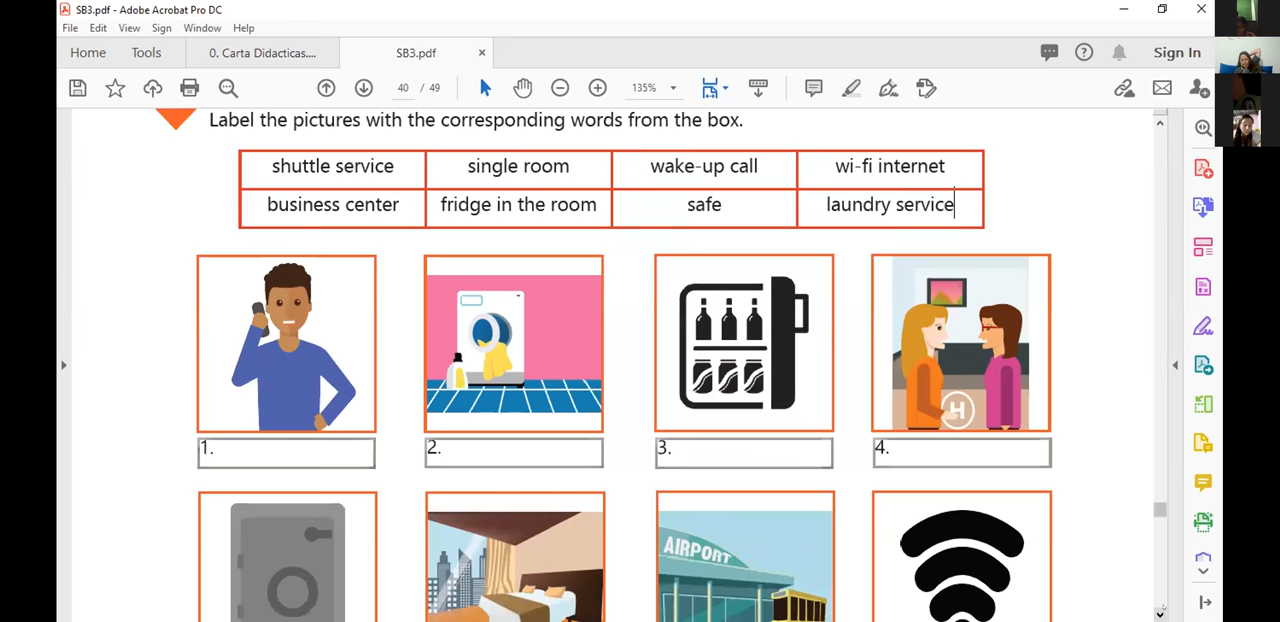 SB3.pdf - Adobe Acrobat Pro DC
File Edit View Sign Window Help
Home Tools 0. Carta Didacticas.... SB3.pdf × Sign In
40 / 49 135%
Label the pictures with the corresponding words from the box.
shuttle service single room wake-up call wi-fi internet
business center fridge in the room safe laundry service
H
1. 2. 3. 4.
AIRPORT